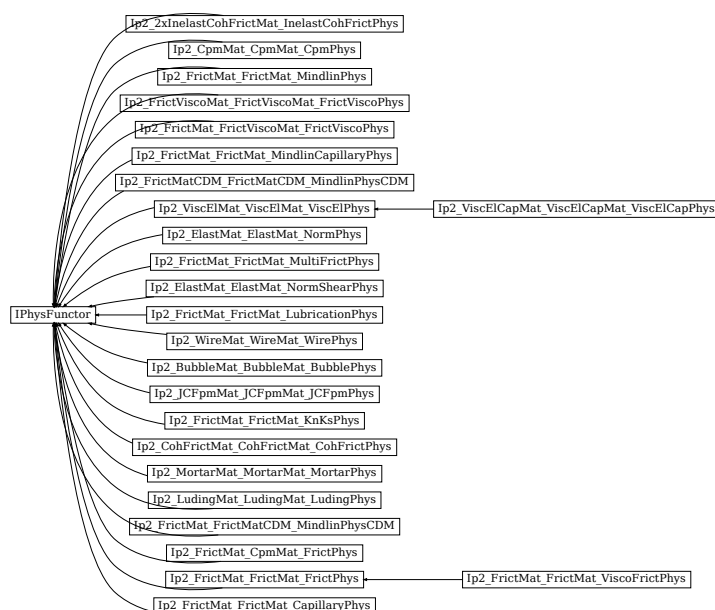 Ip2_2xInelastCohFrictMat_InelastCohFrictPhys
Ip2_CpmMat_CpmMat_CpmPhys
Ip2_FrictMat_FrictMat_MindlinPhys
Ip2_FrictViscoMat_FrictViscoMat_FrictViscoPhys
Ip2_FrictMat_FrictViscoMat_FrictViscoPhys
Ip2_FrictMat_FrictMat_MindlinCapillaryPhys
Ip2_FrictMatCDM_FrictMatCDM_MindlinPhysCDM
Ip2_ViscElMat_ViscElMat_ViscElPhys
Ip2_ViscElCapMat_ViscElCapMat_ViscElCapPhys
Ip2_ElastMat_ElastMat_NormPhys
Ip2_FrictMat_FrictMat_MultiFrictPhys
Ip2_ElastMat_ElastMat_NormShearPhys
IPhysFunctor
Ip2_FrictMat_FrictMat_LubricationPhys
Ip2_WireMat_WireMat_WirePhys
Ip2_BubbleMat_BubbleMat_BubblePhys
Ip2_JCFpmMat_JCFpmMat_JCFpmPhys
Ip2_FrictMat_FrictMat_KnKsPhys
Ip2_CohFrictMat_CohFrictMat_CohFrictPhys
Ip2_MortarMat_MortarMat_MortarPhys
Ip2_LudingMat_LudingMat_LudingPhys
Ip2_FrictMat_FrictMatCDM_MindlinPhysCDM
Ip2_FrictMat_CpmMat_FrictPhys
Ip2_FrictMat_FrictMat_FrictPhys
Ip2_FrictMat_FrictMat_ViscoFrictPhys
Ip2_FrictMat_FrictMat_CapillaryPhys